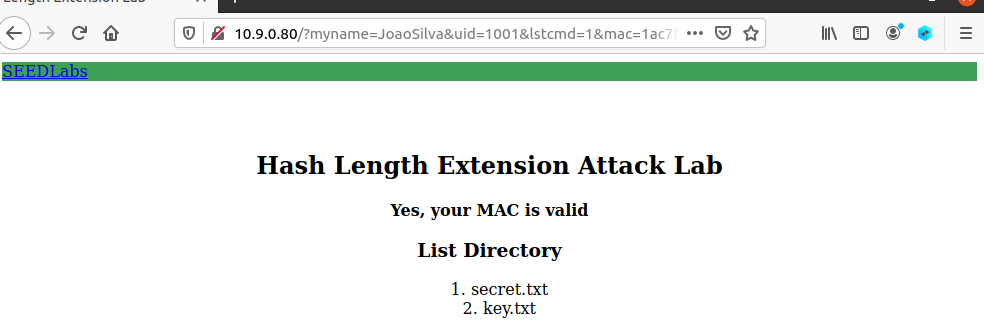 Length Extension Lab
10.9.0.80/?myname=JoaoSilva&uid=1001&lstcmd=1&mac=1ac7
SEEDLabs
Hash Length Extension Attack Lab
Yes, your MAC is valid
List Directory
1. secret.txt
2. key.txt